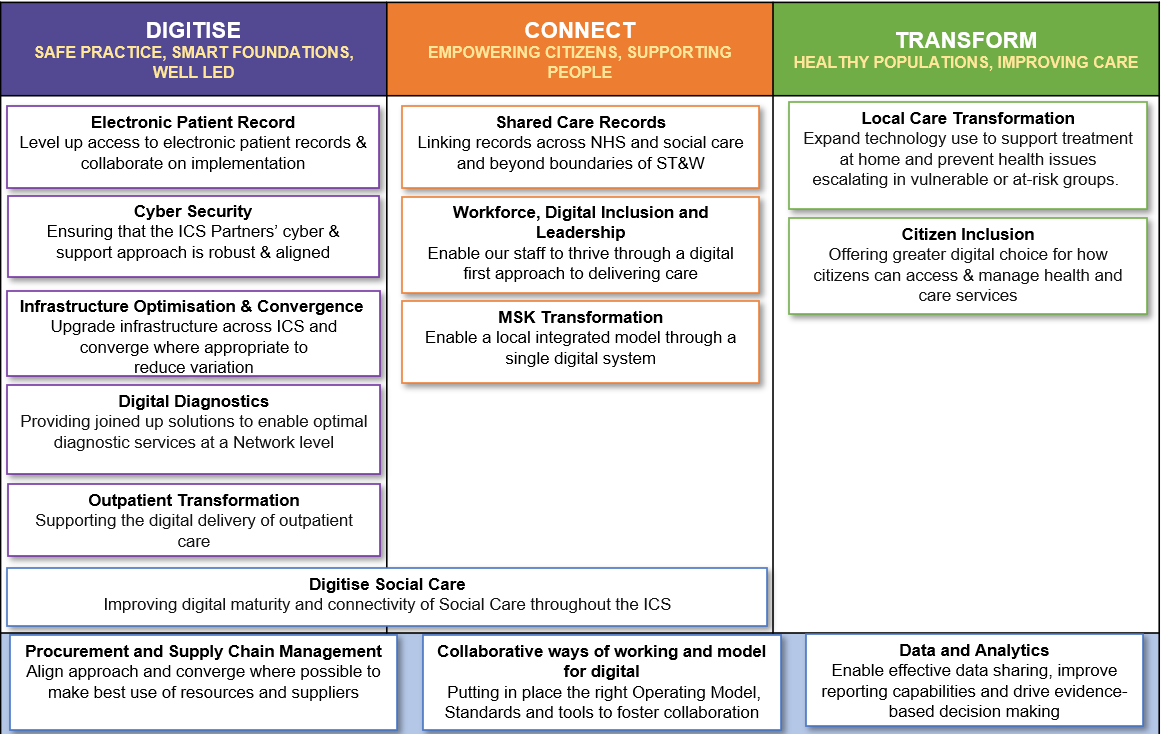 DIGITISE
SAFE PRACTICE, SMART FOUNDATIONS,
WELL LED
Electronic Patient Record
Level up access to electronic patient records &
collaborate on implementation
Cyber Security
Ensuring that the ICS Partners’ cyber &
support approach is robust & aligned
Infrastructure Optimisation & Convergence
Upgrade infrastructure across ICS and
converge where appropriate to
reduce variation
Digital Diagnostics
Providing joined up solutions to enable optimal
diagnostic services at a Network level
Outpatient Transformation
Supporting the digital delivery of outpatient
care
CONNECT
EMPOWERING CITIZENS, SUPPORTING
PEOPLE
Shared Care Records
Linking records across NHS and social care
and beyond boundaries of ST&W
Workforce, Digital Inclusion and
Leadership
Enable our staff to thrive through a digital
first approach to delivering care
MSK Transformation
Enable a local integrated model through a
single digital system
TRANSFORM
HEALTHY POPULATIONS, IMPROVING CARE
Local Care Transformation
Expand technology use to support treatment
at home and prevent health issues
escalating in vulnerable or at-risk groups.
Citizen Inclusion
Offering greater digital choice for how
citizens can access & manage health and
care services
Digitise Social Care
Improving digital maturity and connectivity of Social Care throughout the ICS
Procurement and Supply Chain Management
Align approach and converge where possible to
make best use of resources and suppliers
Collaborative ways of working and model
for digital
Putting in place the right Operating Model,
Standards and tools to foster collaboration
Data and Analytics
Enable effective data sharing, improve
reporting capabilities and drive evidence-
based decision making